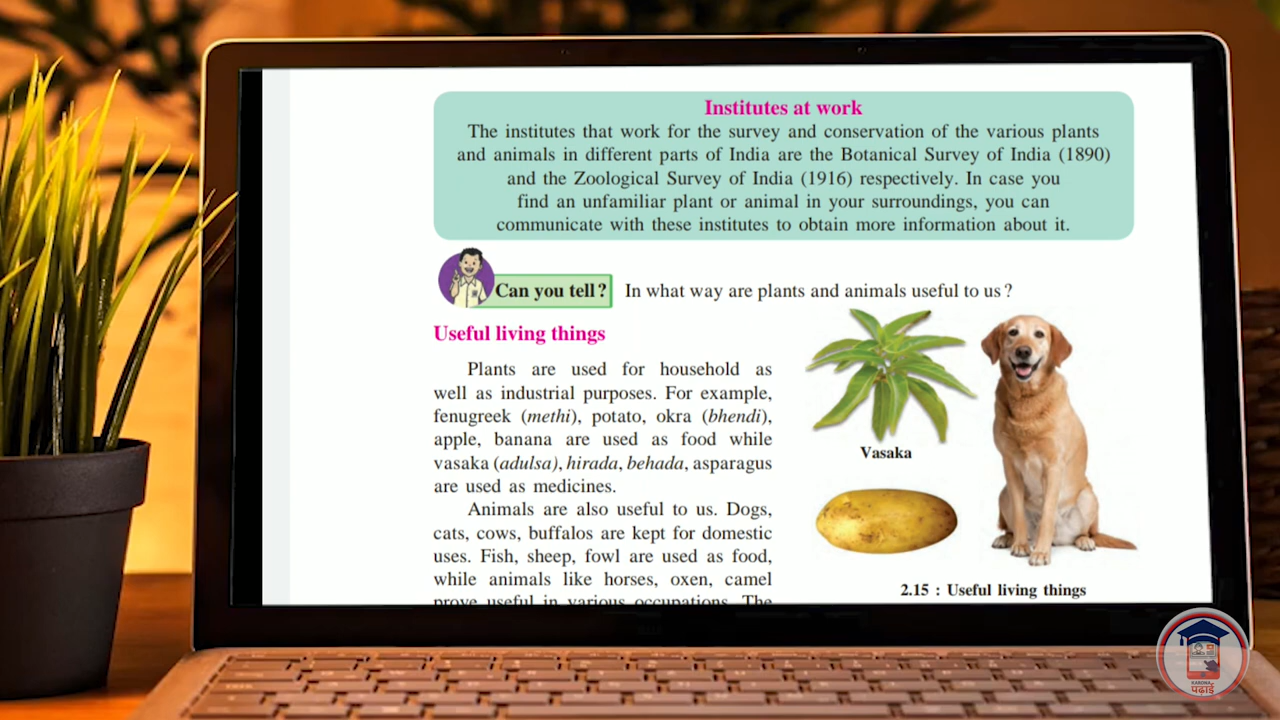 Institutes at work
The institutes that work for the survey and conservation of the various plants
and animals in different parts of India are the Botanical Survey of India (1890)
and the Zoological Survey of India (1916) respectively. In case you
find an unfamiliar plant or animal in your surroundings, you can
communicate with these institutes to obtain more information about it.
Can you tell?
In what way are plants and animals useful to us?
Useful living things
Plants are used for household as
well as industrial purposes. For example,
fenugreek (methi), potato, okra (bhendi),
apple, banana are used as food while
vasaka (adulsa), hirada, behada, asparagus
are used as medicines.
Animals are also useful to us. Dogs,
cats, cows, buffalos are kept for domestic
uses. Fish, sheep, fowl are used as food,
while animals like horses, oxen, camel
prove useful in various occupations. The
Vasaka
2.15 : Useful living things
KARONA
पढाई